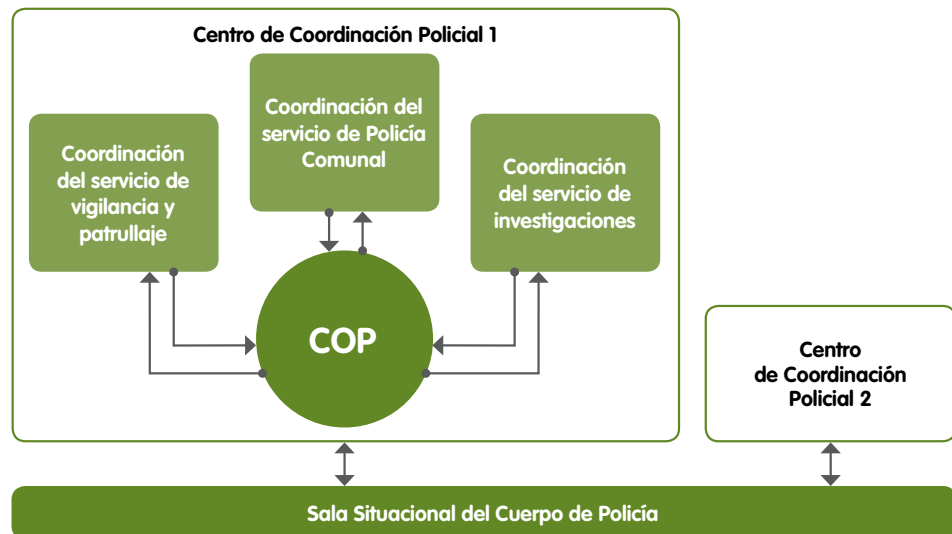 Centro de Coordinación Policial 1
Coordinación del
servicio de Policía
Comunal
Coordinación
del servicio de
vigilancia y
patrullaje
Coordinación
del servicio de
investigaciones
COP
Centro
de Coordinación
Policial 2
Sala Situacional del Cuerpo de Policía